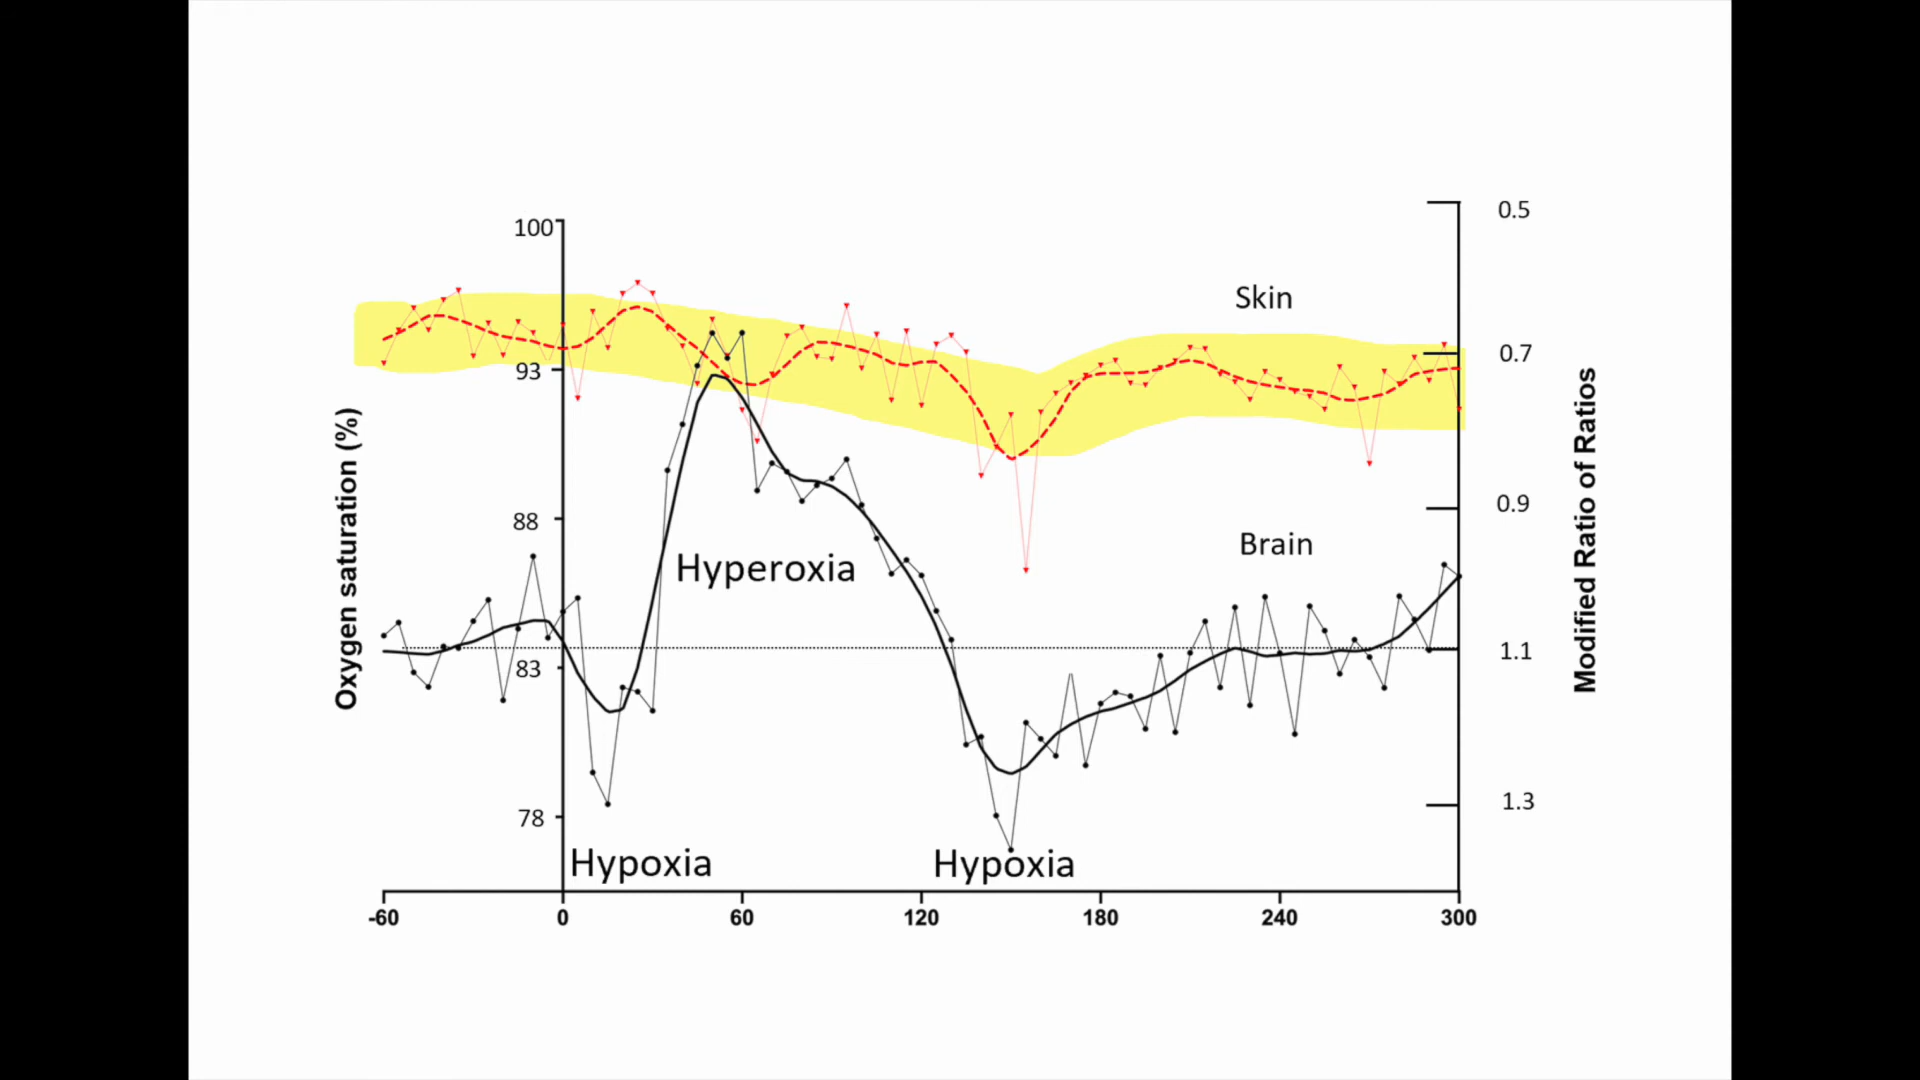 100
93
88
83
78
Oxygen saturation (%)
0.5
0.7
0.9
1.1
1.3
Modified Ratio of Ratios
Skin
Brain
Hyperoxia
Hypoxia
Hypoxia
-60 0 60 120 180 240 300